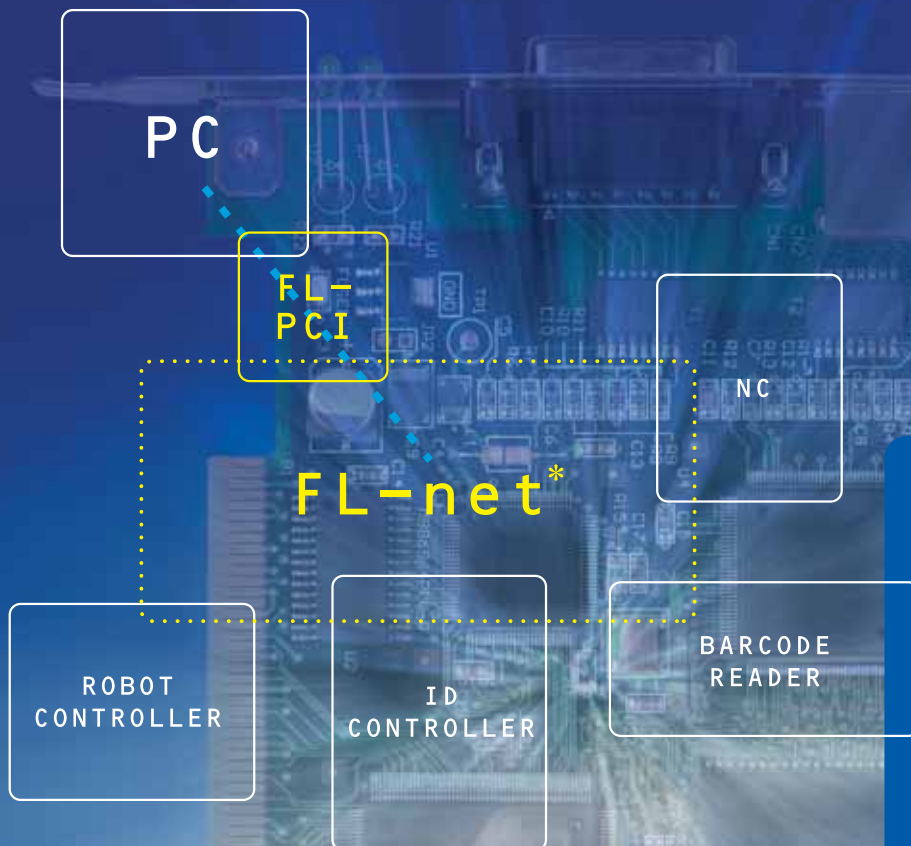 PC
FL-
PCI
NC
FL-net*
BARCODE
READER
ROBOT
CONTROLLER
ID
CONTROLLER